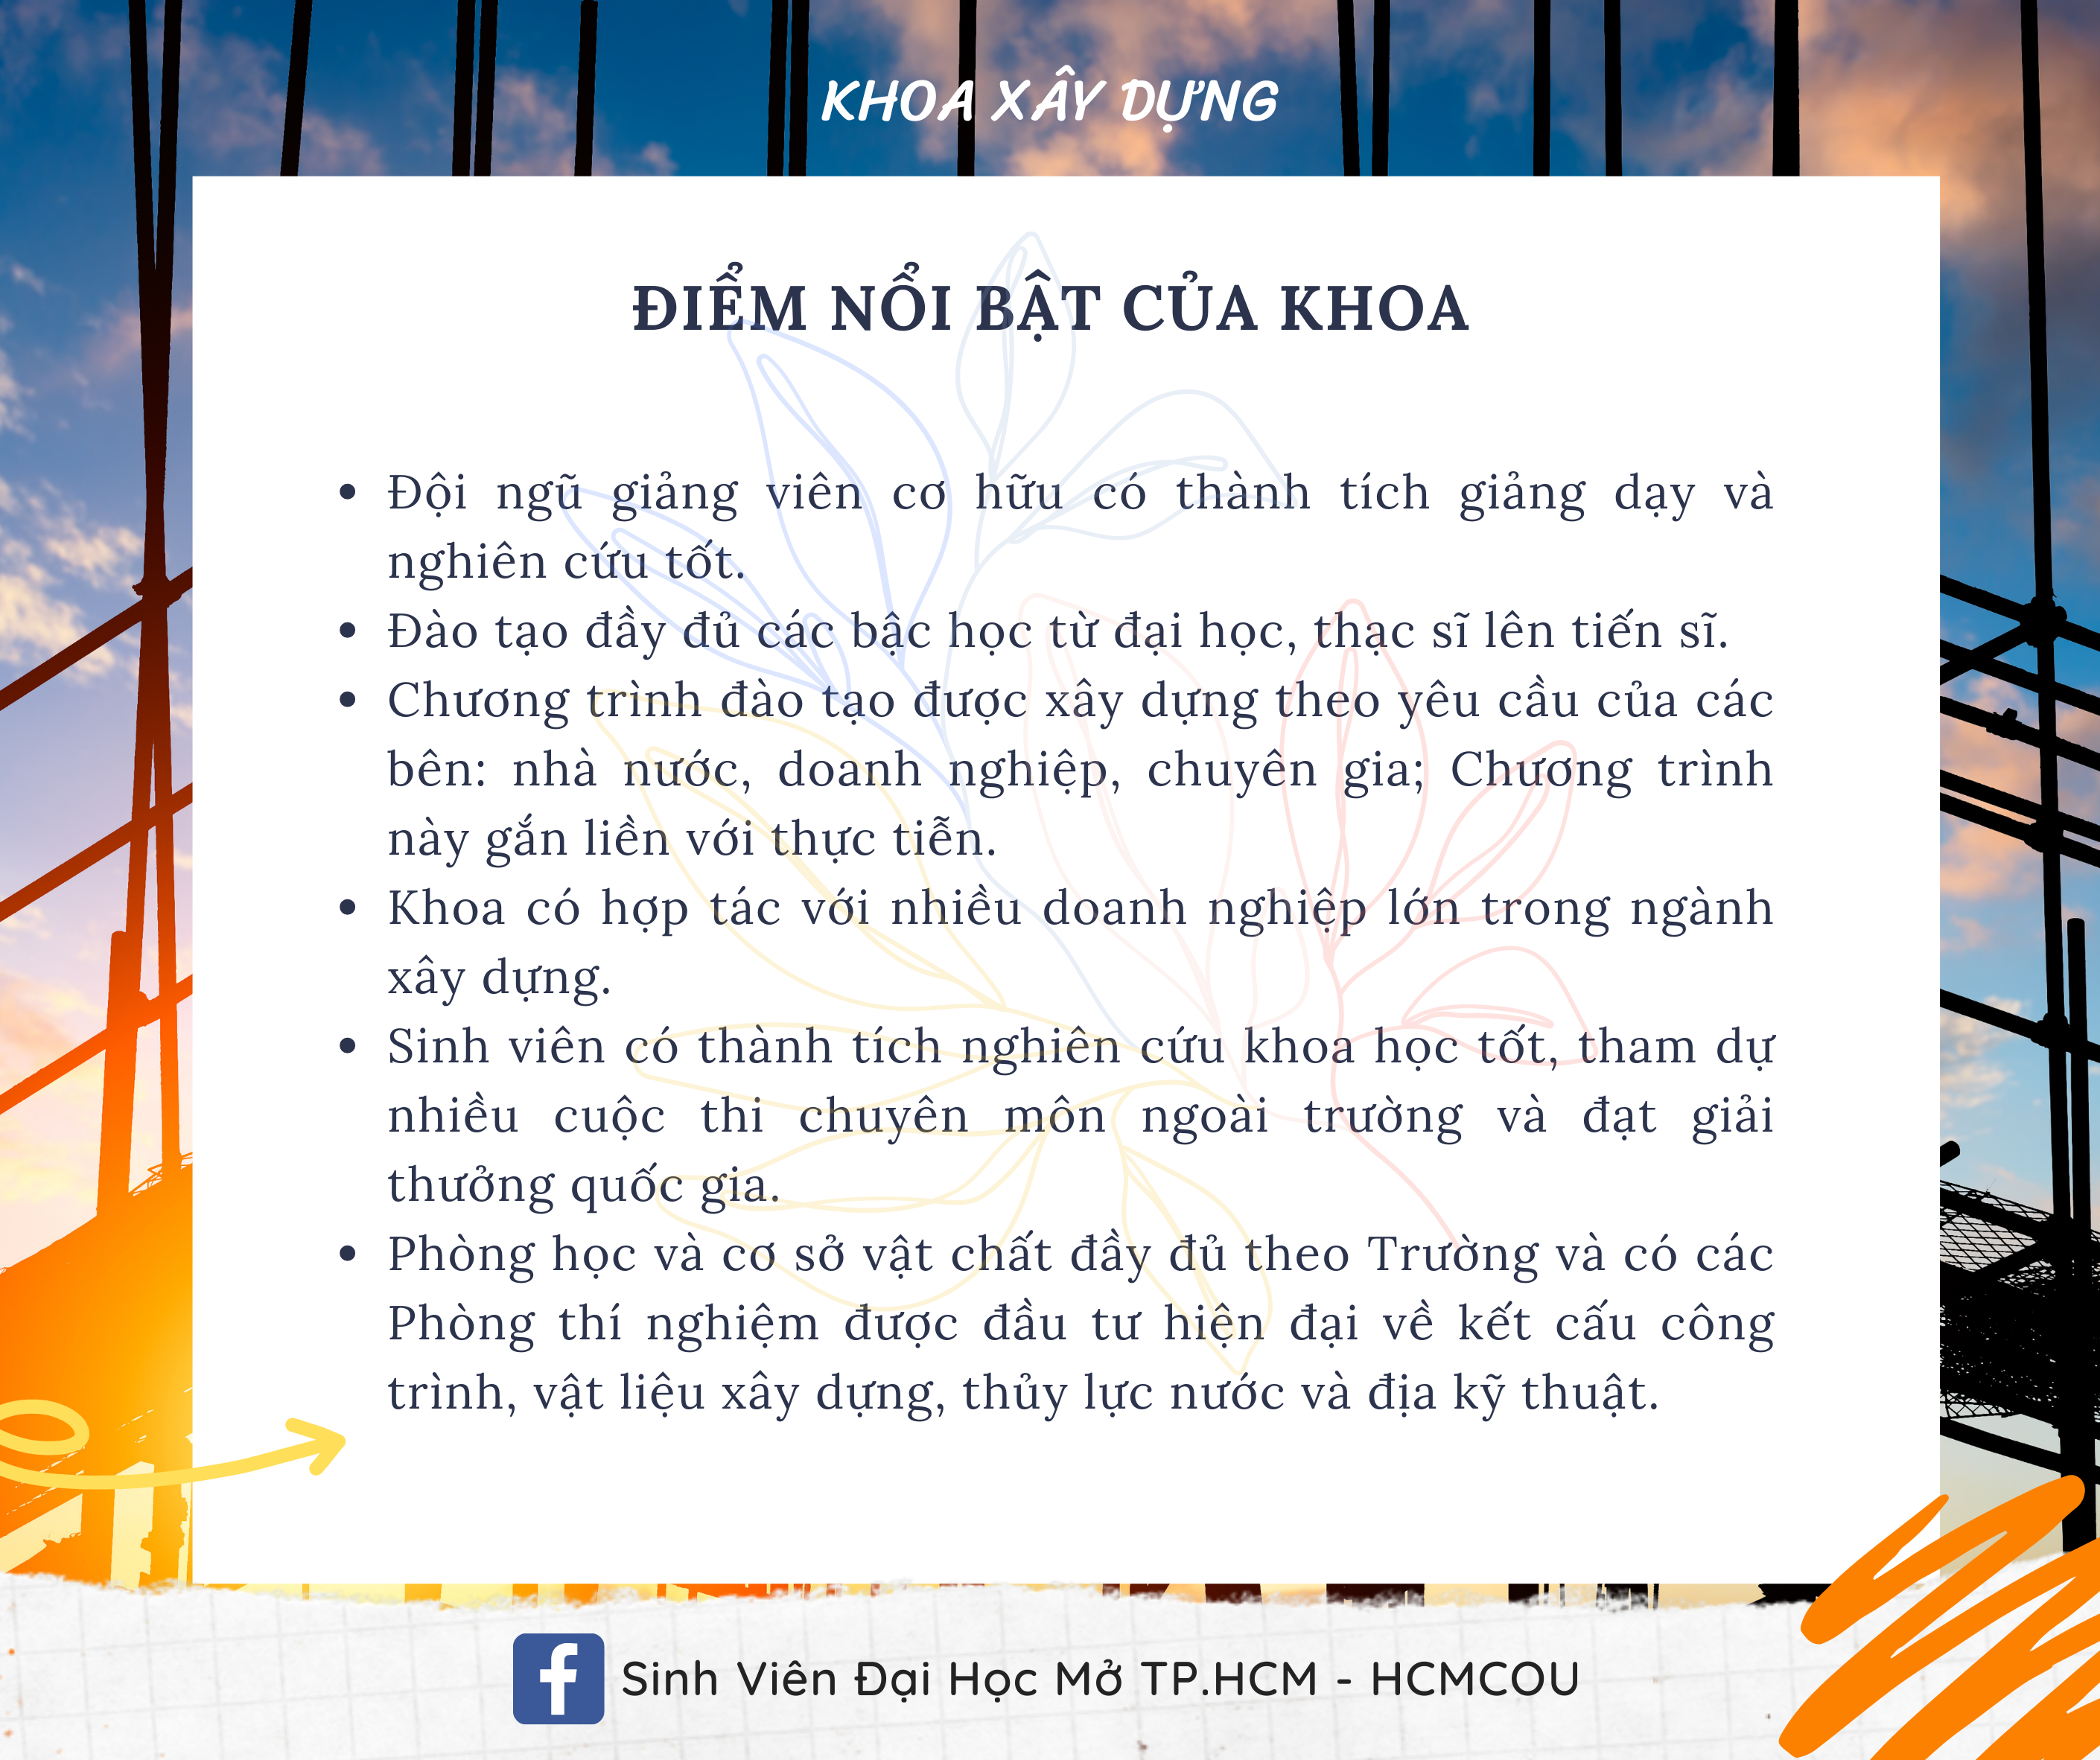 KHOA XÂY DỰNG
ĐIỂM NỔI BẬT CỦA KHOA
• Đội ngũ giảng viên cơ hữu có thành tích giảng dạy và
nghiên cứu tốt.
• Đào tạo đầy đủ các bậc học từ đại học, thạc sĩ lên tiến sĩ.
• Chương trình đào tạo được xây dựng theo yêu cầu của các
bên: nhà nước, doanh nghiệp, chuyên gia; Chương trình
này gắn liền với thực tiễn.
• Khoa có hợp tác với nhiều doanh nghiệp lớn trong ngành
xây dựng.
• Sinh viên có thành tích nghiên cứu khoa học tốt, tham dự
nhiều cuộc thi chuyên môn ngoài trường và đạt giải
thưởng quốc gia.
• Phòng học và cơ sở vật chất đầy đủ theo Trường và có các
Phòng thí nghiệm được đầu tư hiện đại về kết cấu công
trình, vật liệu xây dựng, thủy lực nước và địa kỹ thuật.
f Sinh Viên Đại Học Mở TP.HCM - HCMCOU